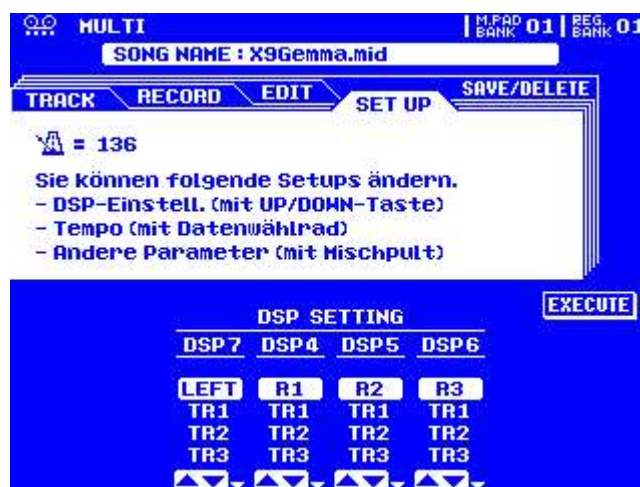 MULTI
M.PAD BANK 01 REG. BANK 01
SONG NAME : X9Gemma.mid
TRACK RECORD EDIT SET UP SAVE/DELETE
= 136
Sie können folgende Setups ändern.
- DSP-Einstell. (mit UP/DOWN-Taste)
- Tempo (mit Datenwählrad)
- Andere Parameter (mit Mischpult)
EXECUTE
DSP SETTING
DSP7 DSP4 DSP5 DSP6
LEFT R1 R2 R3
TR1 TR1 TR1 TR1
TR2 TR2 TR2 TR2
TR3 TR3 TR3 TR3